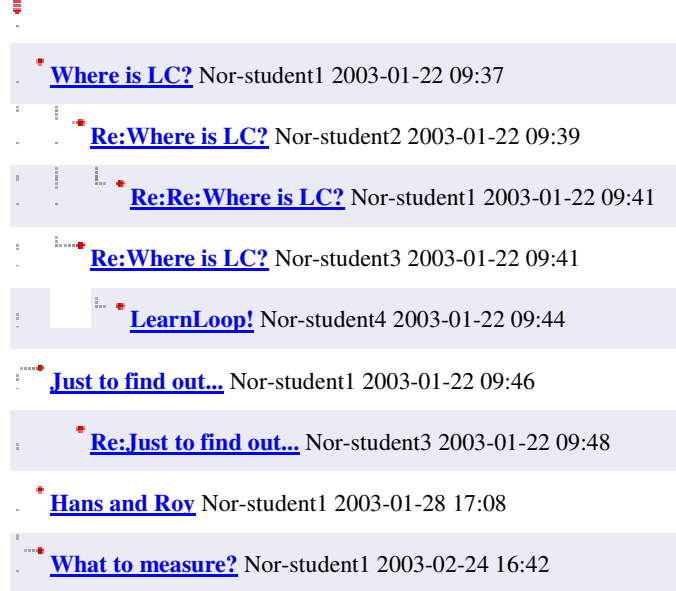 Where is LC? Nor-student1 2003-01-22 09:37
Re:Where is LC? Nor-student2 2003-01-22 09:39
Re:Re:Where is LC? Nor-student1 2003-01-22 09:41
Re:Where is LC? Nor-student3 2003-01-22 09:41
LearnLoop! Nor-student4 2003-01-22 09:44
Just to find out... Nor-student1 2003-01-22 09:46
Re:Just to find out... Nor-student3 2003-01-22 09:48
Hans and Roy Nor-student1 2003-01-28 17:08
What to measure? Nor-student1 2003-02-24 16:42